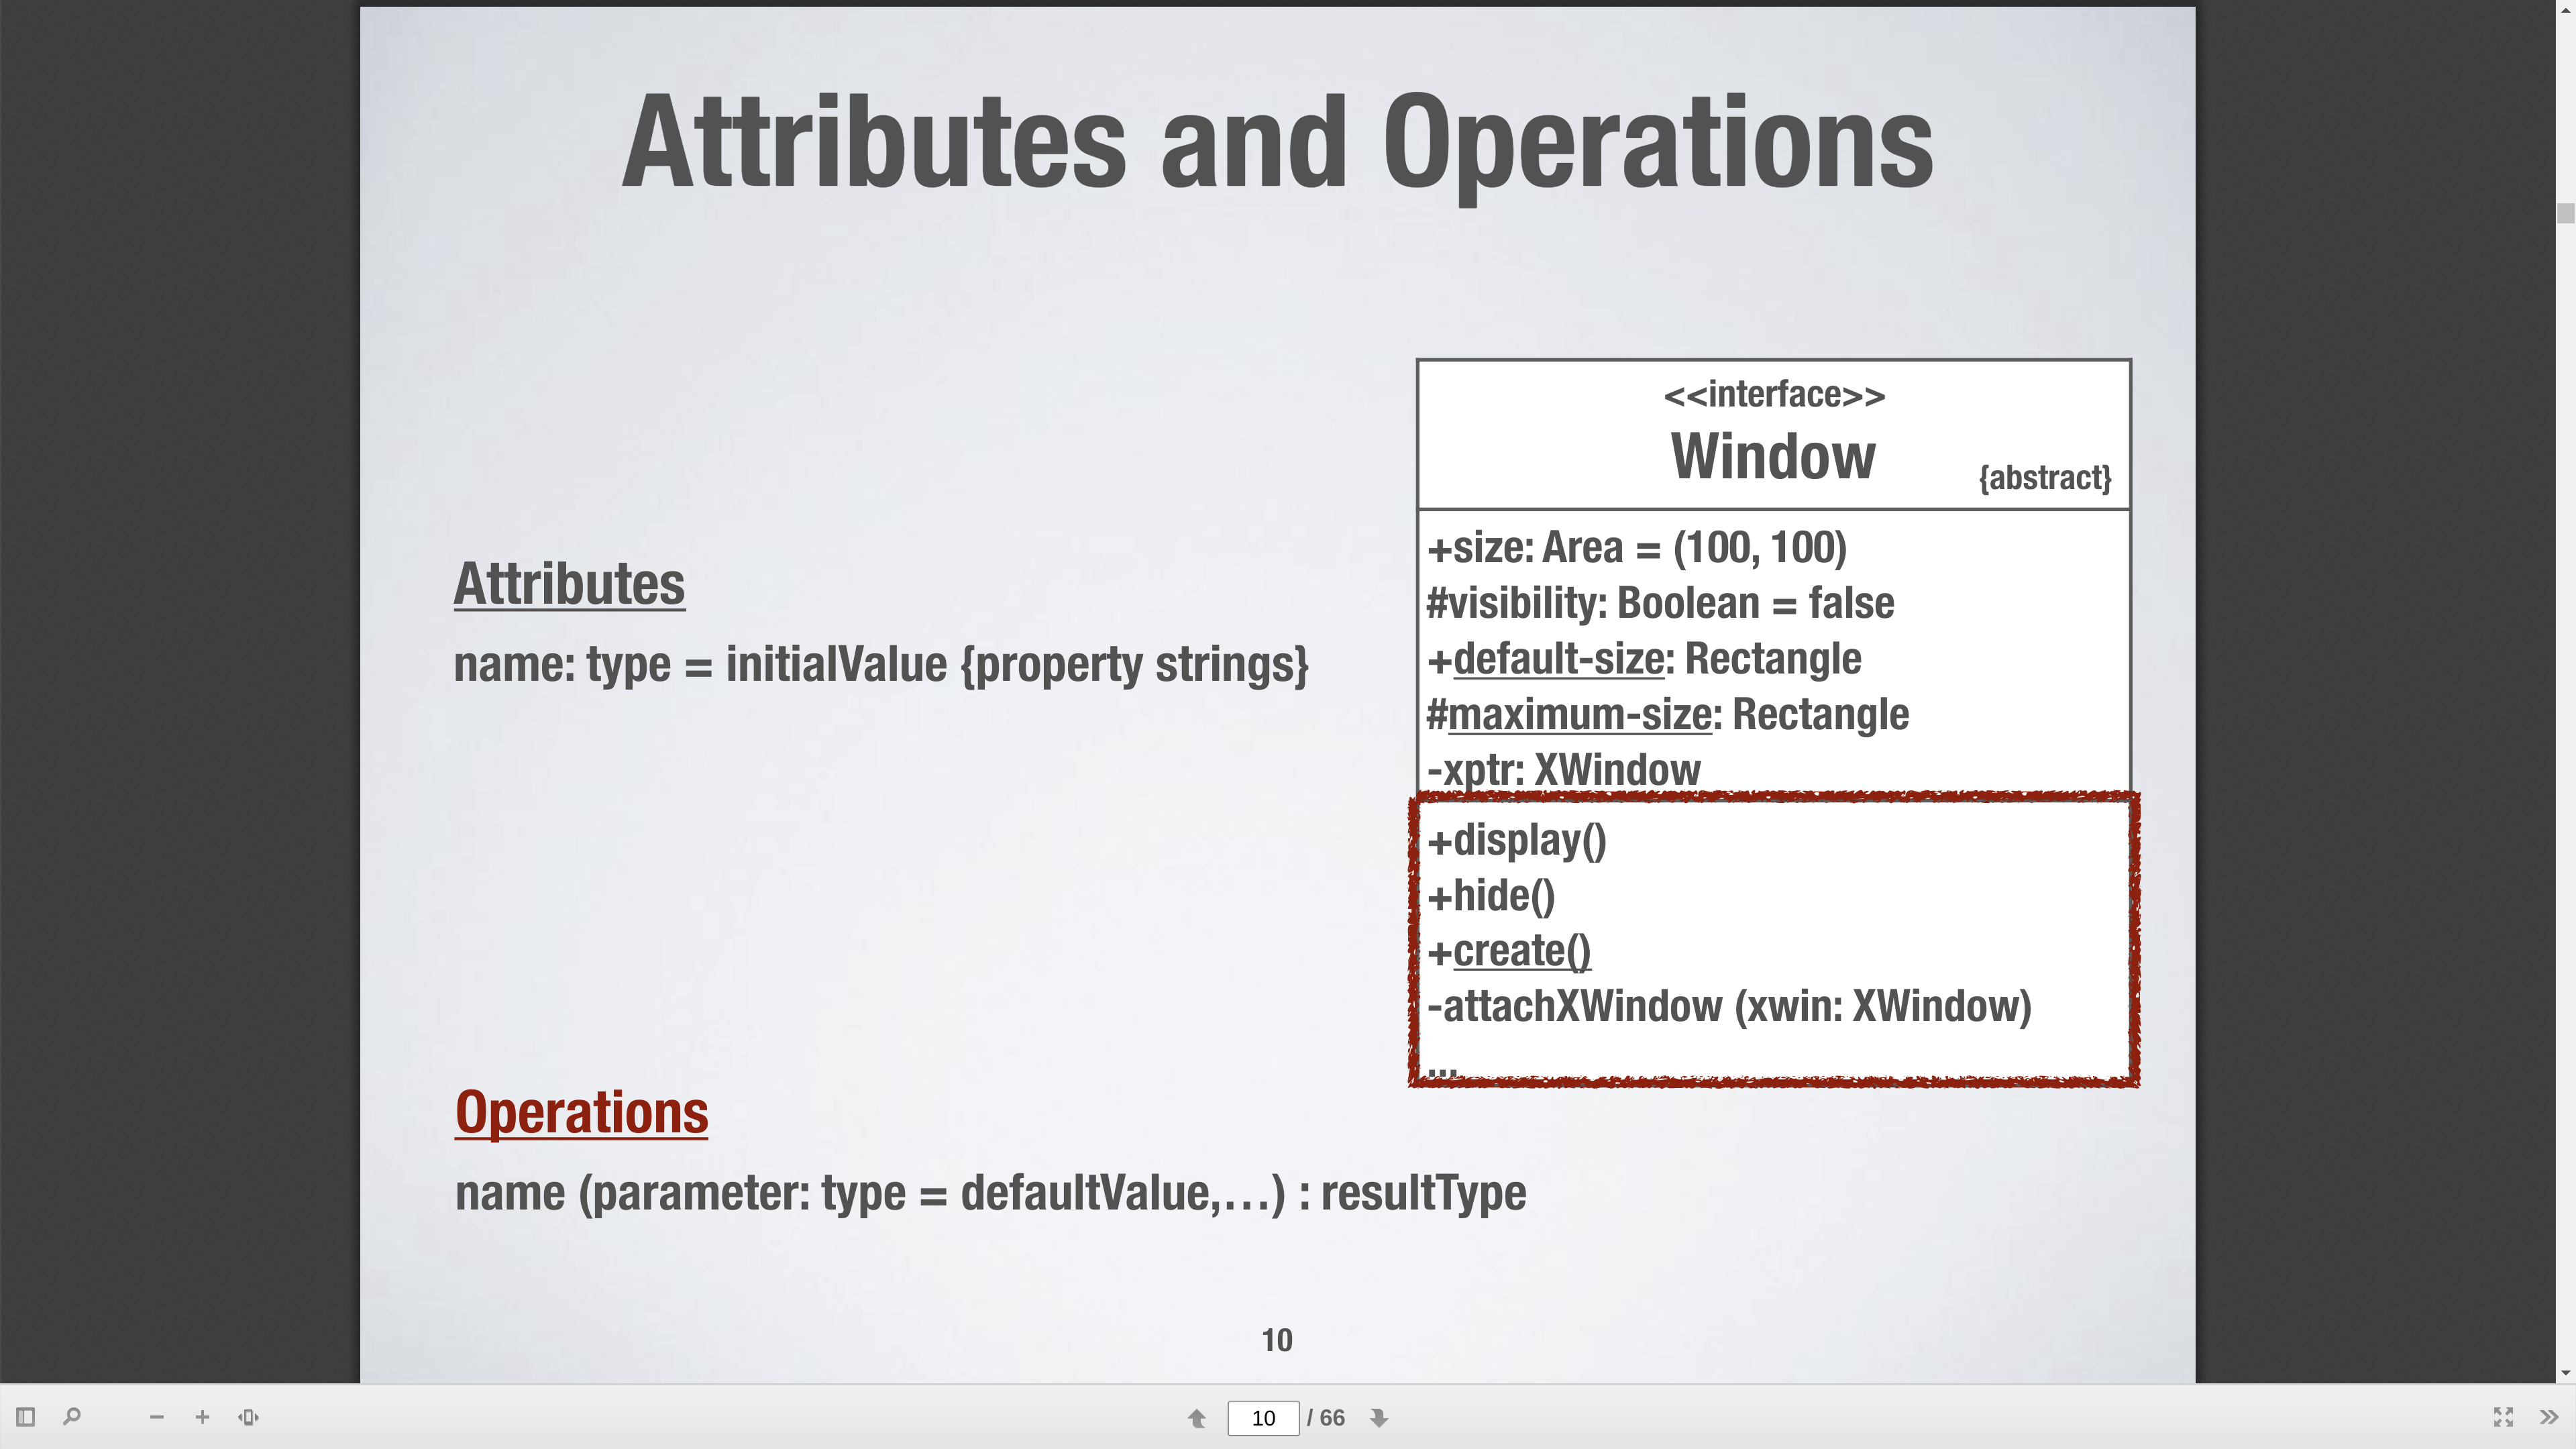 Attributes and Operations
<<interface>>
Window
{abstract}
+size: Area = (100, 100)
#visibility: Boolean = false
+default-size: Rectangle
#maximum-size: Rectangle
-xptr: XWindow
+display()
+hide()
+create()
-attachXWindow (xwin: XWindow)
...
Attributes
name: type = initialValue {property strings}
Operations
name (parameter: type = defaultValue,…) : resultType
10
10 / 66